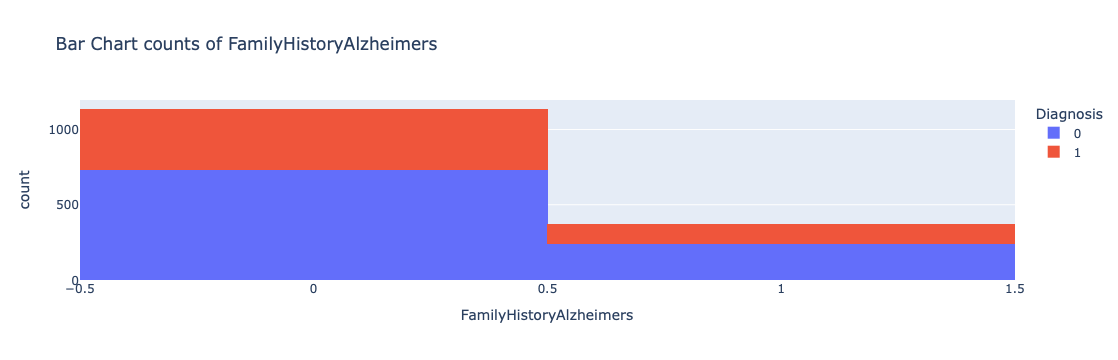 Bar Chart counts of FamilyHistoryAlzheimers
Diagnosis
0
1
1000
500
0
count
−0.5
0
0.5
1
1.5
FamilyHistoryAlzheimers